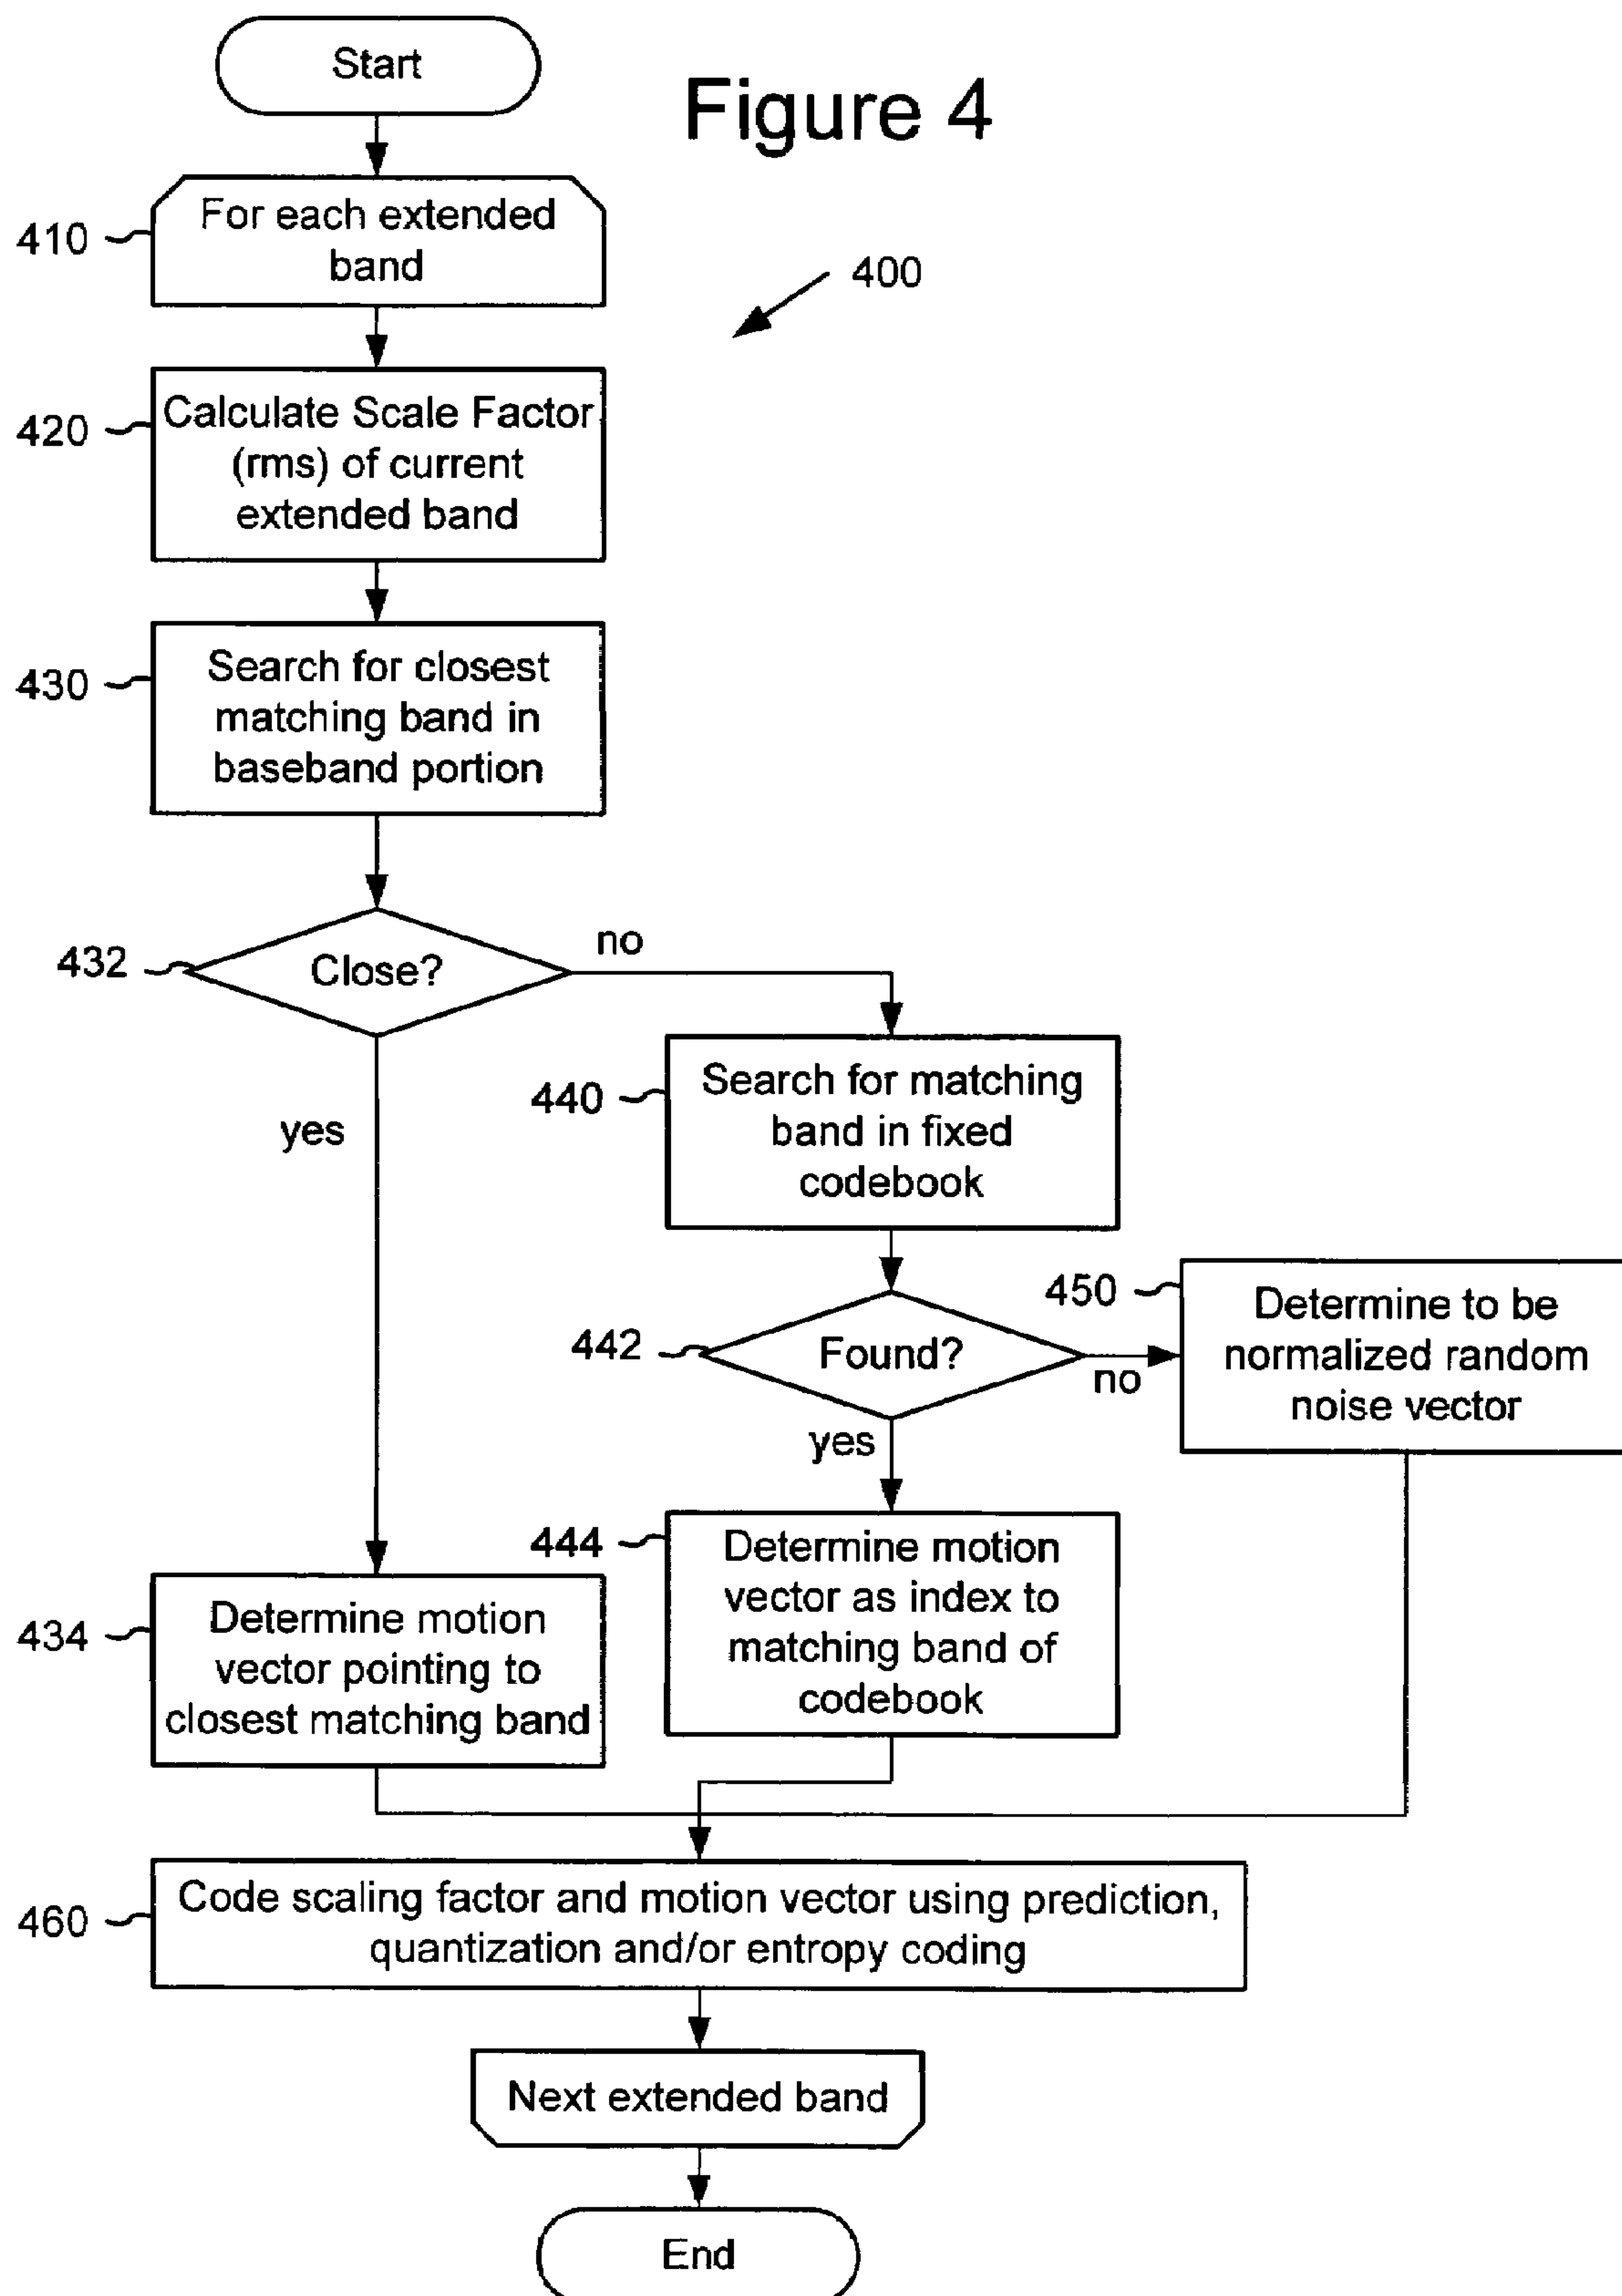 Start
Figure 4
410
For each extended
band
400
420
Calculate Scale Factor
(rms) of current
extended band
430
Search for closest
matching band in
baseband portion
432
Close?
no
yes
440
Search for matching
band in fixed
codebook
442
Found?
no
yes
450
Determine to be
normalized random
noise vector
434
Determine motion
vector pointing to
closest matching band
444
Determine motion
vector as index to
matching band of
codebook
460
Code scaling factor and motion vector using prediction,
quantization and/or entropy coding
Next extended band
End